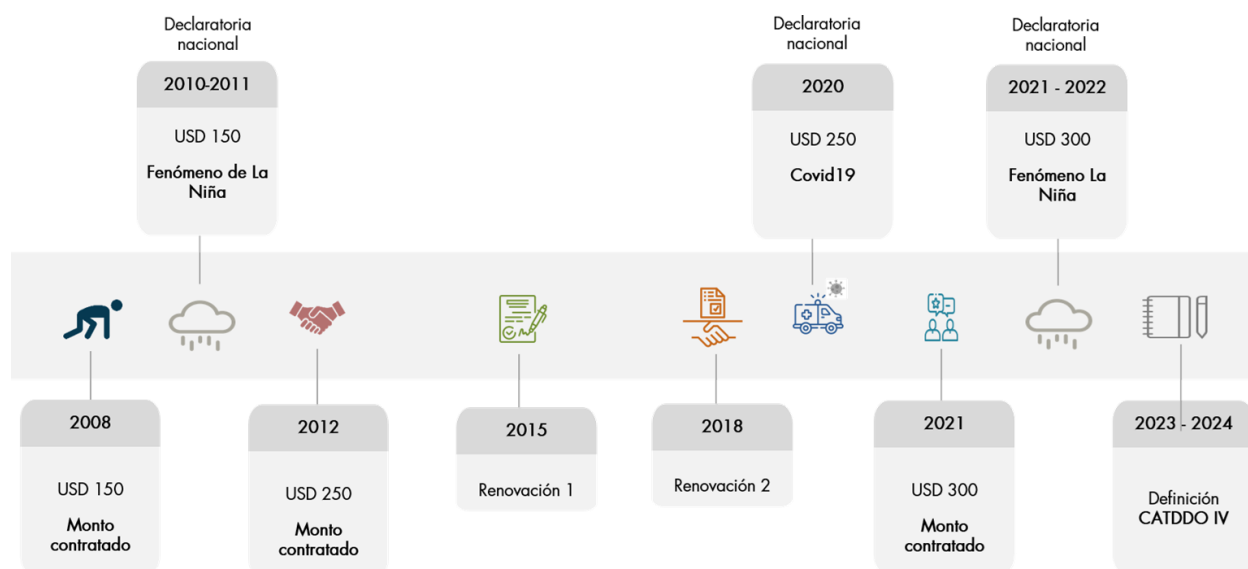 Declaratoria
nacional
2010-2011
USD 150
Fenómeno de La
Niña
Declaratoria
nacional
2020
USD 250
Covid19
Declaratoria
nacional
2021 - 2022
USD 300
Fenómeno La
Niña
2008
USD 150
Monto
contratado
2012
USD 250
Monto
contratado
2015
Renovación 1
2018
Renovación 2
2021
USD 300
Monto
contratado
2023 - 2024
Definición
CATDDO IV